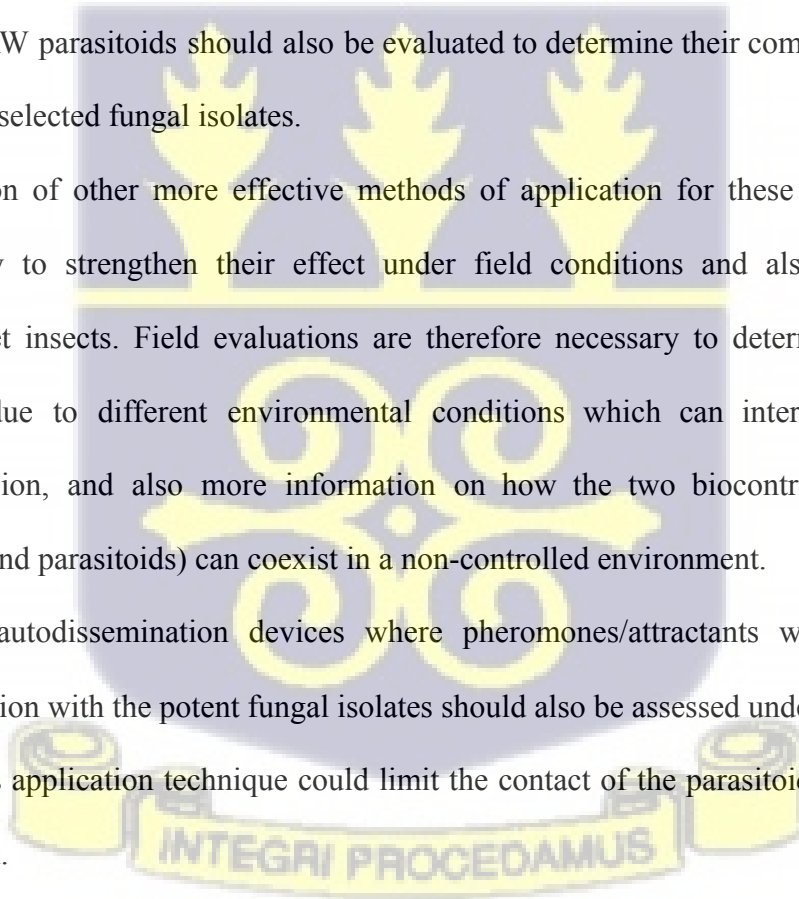 W parasitoids should also be evaluated to determine their com
selected fungal isolates.
on of other more effective methods of application for these
y to strengthen their effect under field conditions and als
et insects. Field evaluations are therefore necessary to deter
due to different environmental conditions which can inter
ion, and also more information on how the two biocontr
nd parasitoids) can coexist in a non-controlled environment.
autodissemination devices where pheromones/attractants w
ion with the potent fungal isolates should also be assessed und
s application technique could limit the contact of the parasitoi
INTEGRI PROCEDAMUS